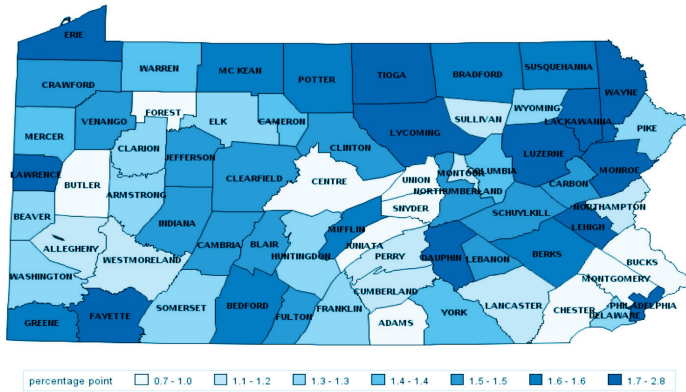 ERIE
WARREN
MC KEAN
POTTER
TIOGA
BRADFORD
SUSQUEHANNA
WAYNE
CRAWFORD
FOREST
ELK
CAMERON
SULLIVAN
WYOMING
LACKAWANNA
PIKE
VENANGO
MERCER
CLARION
JEFFERSON
CLINTON
LYCOMING
LUZERNE
MONROE
LAWRENCE
BUTLER
ARMSTRONG
CLEARFIELD
CENTRE
UNION
MONTOUR
COLUMBIA
NORTHUMBERLAND
CARBON
SNYDER
NORTHAMPTON
BEAVER
INDIANA
SCHUYLKILL
LEHIGH
ALLEGHENY
WESTMORELAND
CAMBRIA
BLAIR
HUNTINGDON
MIFFLIN
JUNIATA
PERRY
DAUPHIN
LEBANON
BERKS
BUCKS
WASHINGTON
MONTGOMERY
CUMBERLAND
GREENE
FAYETTE
SOMERSET
BEDFORD
FULTON
FRANKLIN
ADAMS
YORK
LANCASTER
CHESTER
PHILADELPHIA
DELAWARE
percentage point 0.7 - 1.0 1.1 - 1.2 1.3 - 1.3 1.4 - 1.4 1.5 - 1.5 1.6 - 1.6 1.7 - 2.8